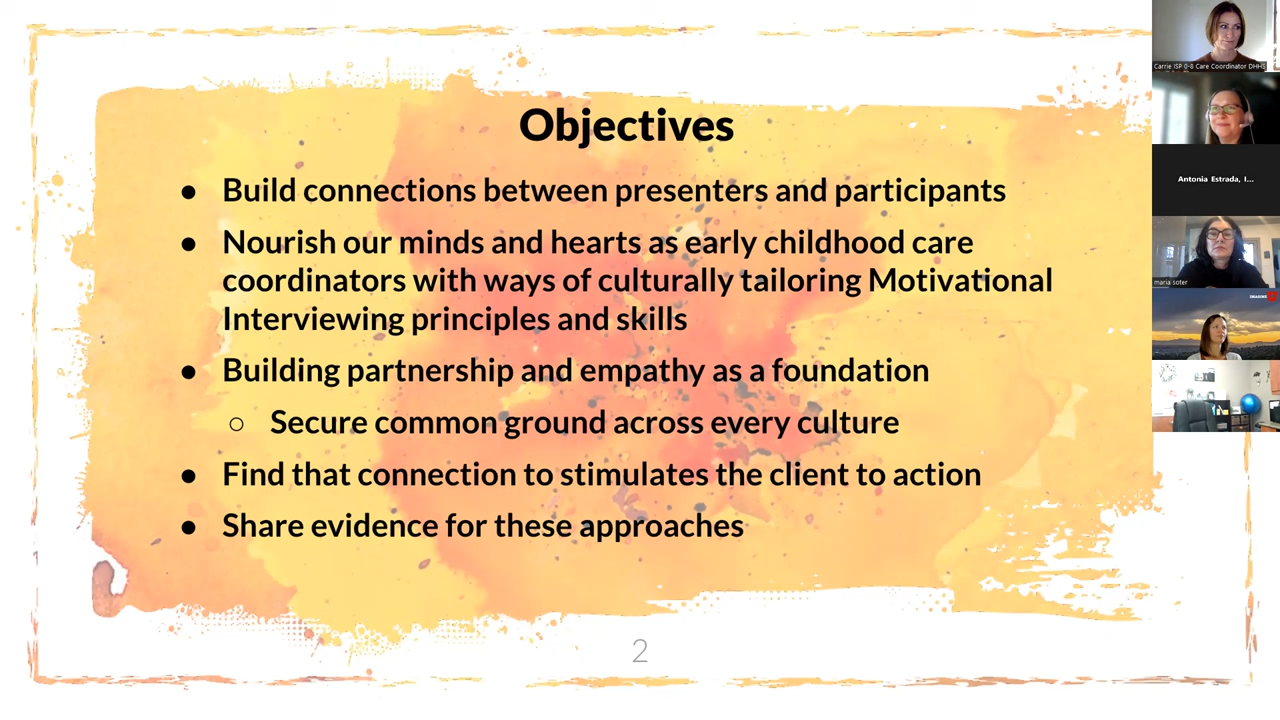 Objectives
● Build connections between presenters and participants
● Nourish our minds and hearts as early childhood care
coordinators with ways of culturally tailoring Motivational
Interviewing principles and skills
● Building partnership and empathy as a foundation
○ Secure common ground across every culture
● Find that connection to stimulates the client to action
● Share evidence for these approaches
2
Carrie ISP 0-8 Care Coordinator DHHS
Antonia Estrada, I...
maria soter
IMAGINE